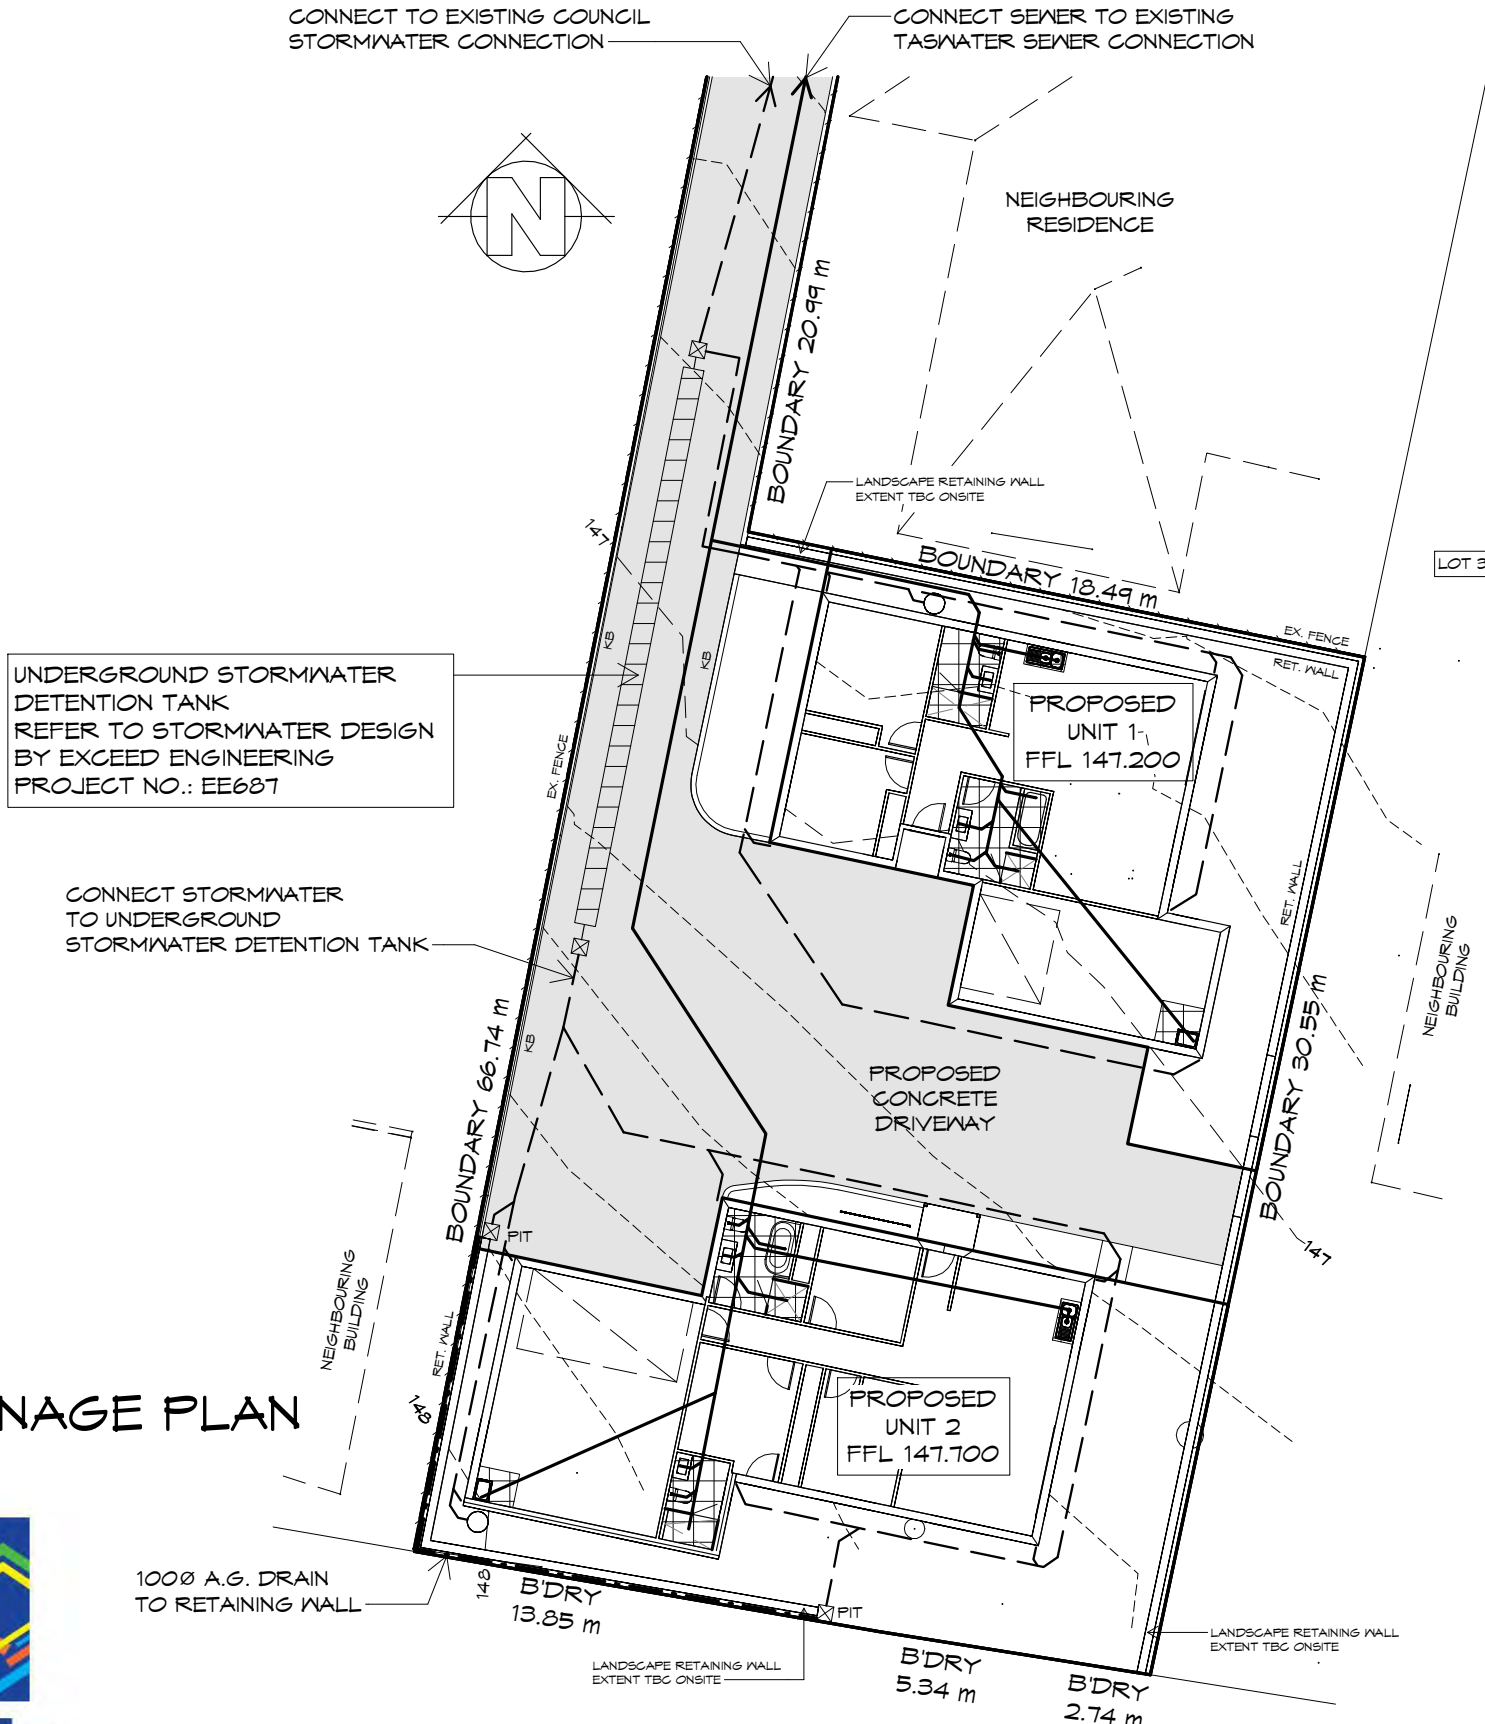 CONNECT TO EXISTING COUNCIL
STORMWATER CONNECTION
CONNECT SEWER TO EXISTING
TASWATER SEWER CONNECTION
N
NEIGHBOURING
RESIDENCE
BOUNDARY 20.99 m
LANDSCAPE RETAINING WALL
EXTENT TBC ONSITE
147
BOUNDARY 18.49 m
LOT 3
EX. FENCE
RET. WALL
KB
KB
UNDERGROUND STORMWATER
DETENTION TANK
REFER TO STORMWATER DESIGN
BY EXCEED ENGINEERING
PROJECT NO.: EE687
PROPOSED
UNIT 1
FFL 147.200
EX. FENCE
CONNECT STORMWATER
TO UNDERGROUND
STORMWATER DETENTION TANK
RET. WALL
NEIGHBOURING
BUILDING
KB
BOUNDARY 66.74 m
PROPOSED
CONCRETE
DRIVEWAY
BOUNDARY 30.55 m
PIT
147
NEIGHBOURING
BUILDING
RET. WALL
148
NAGE PLAN
PROPOSED
UNIT 2
FFL 147.700
100Ø A.G. DRAIN
TO RETAINING WALL
148
B'DRY
13.85 m
PIT
LANDSCAPE RETAINING WALL
EXTENT TBC ONSITE
LANDSCAPE RETAINING WALL
EXTENT TBC ONSITE
B'DRY
5.34 m
B'DRY
2.74 m